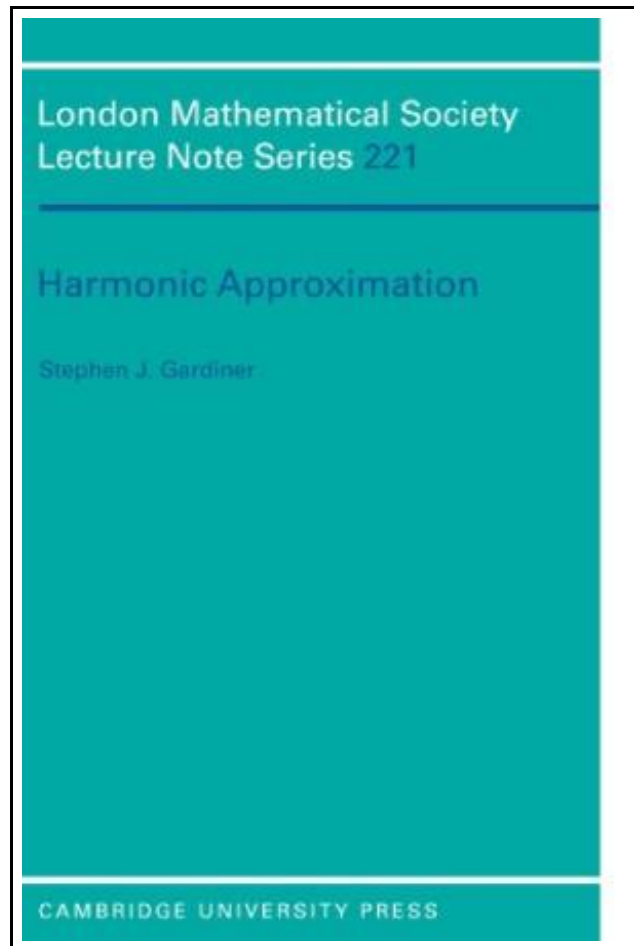 London Mathematical Society
Lecture Note Series 221
Harmonic Approximation
Stephen J. Gardiner
CAMBRIDGE UNIVERSITY PRESS